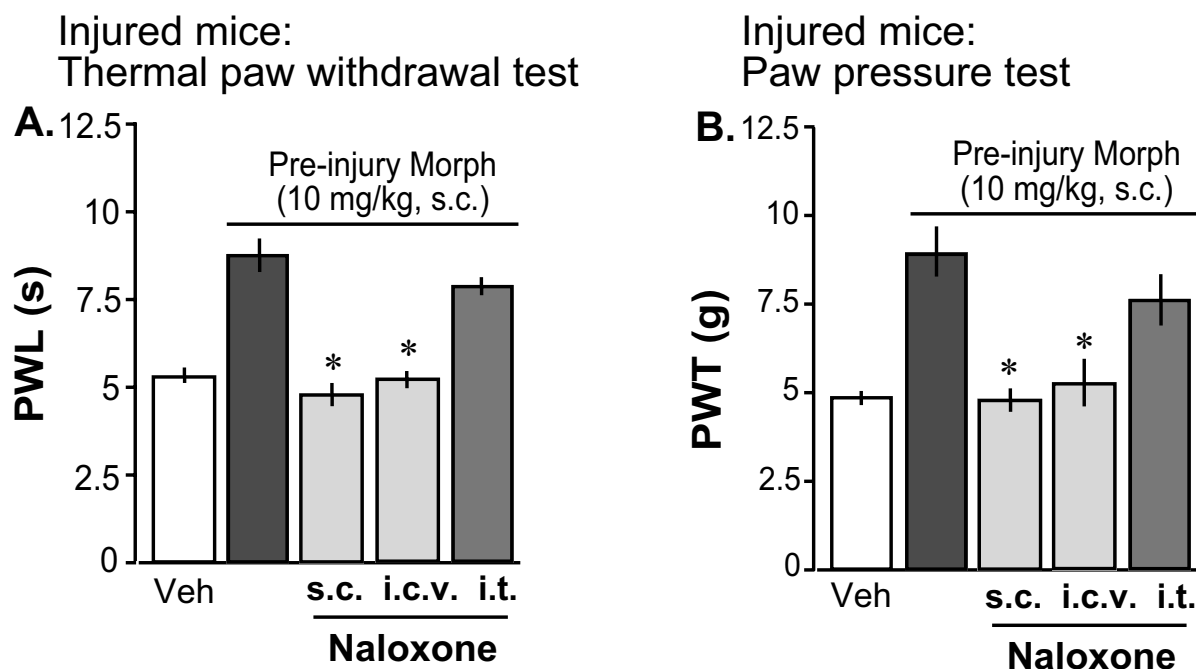 Injured mice:
Thermal paw withdrawal test
A.
12.5
10
7.5
5
2.5
0
PWL (s)
Pre-injury Morph
(10 mg/kg, s.c.)
*
*
Veh
s.c. i.c.v. i.t.
Naloxone
Injured mice:
Paw pressure test
B.
12.5
10
7.5
5
2.5
0
PWT (g)
Pre-injury Morph
(10 mg/kg, s.c.)
*
*
Veh
s.c. i.c.v. i.t.
Naloxone